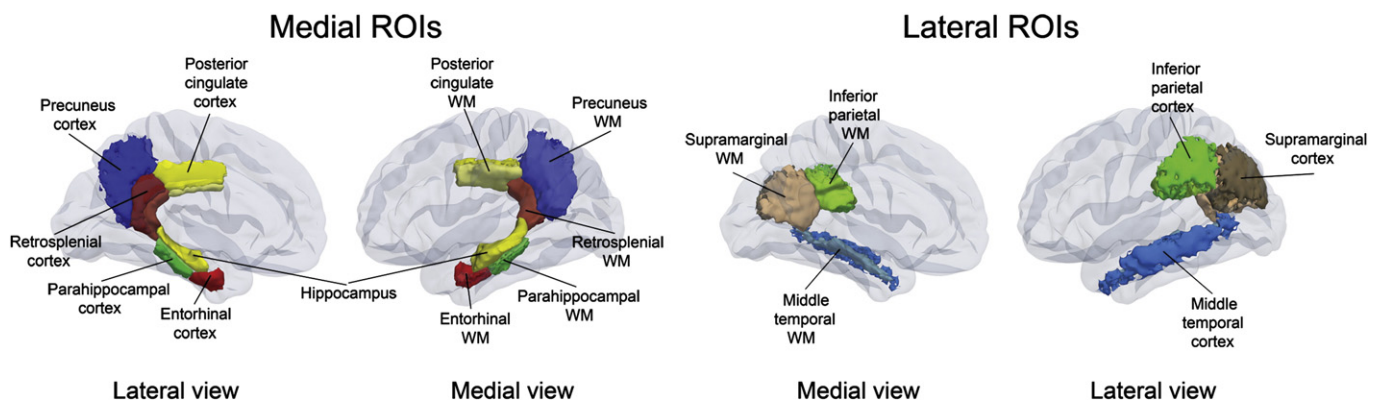 Medial ROIs
Lateral ROIs
Posterior
cingulate
cortex
Precuneus
cortex
Retrosplenial
cortex
Parahippocampal
cortex
Entorhinal
cortex
Hippocampus
Posterior
cingulate
WM
Precuneus
WM
Retrosplenial
WM
Parahippocampal
WM
Entorhinal
WM
Supramarginal
WM
Inferior
parietal
WM
Middle
temporal
WM
Inferior
parietal
cortex
Supramarginal
cortex
Middle
temporal
cortex
Lateral view
Medial view
Medial view
Lateral view